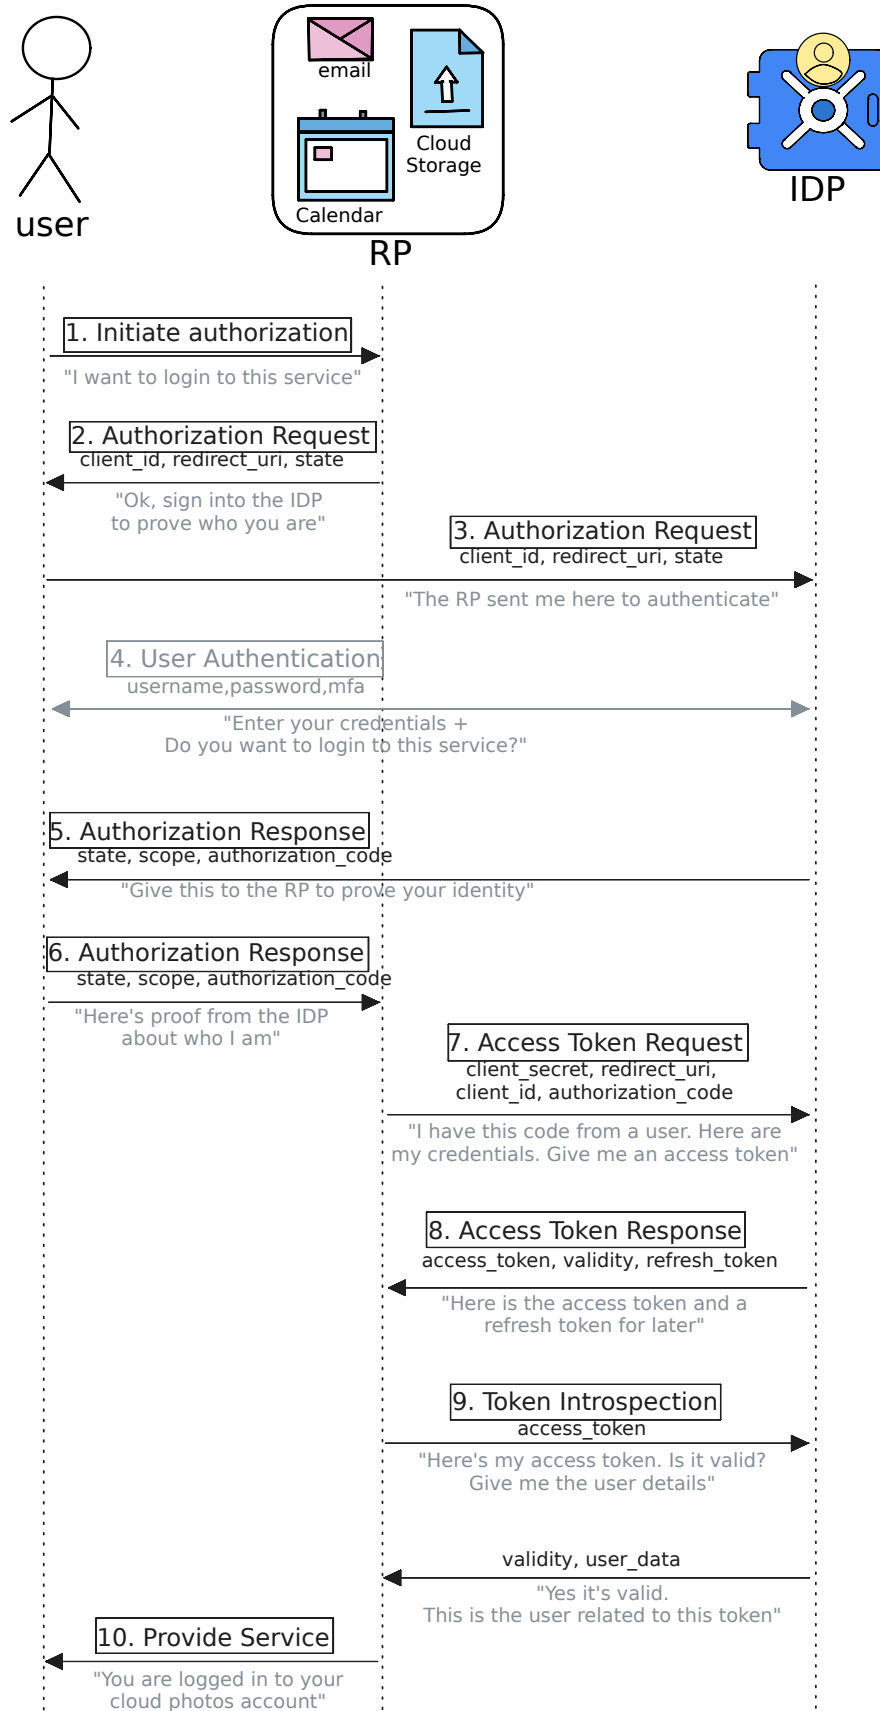 email
Cloud
Storage
Calendar
user
RP
IDP
1. Initiate authorization
"I want to login to this service"
2. Authorization Request
client_id, redirect_uri, state
"Ok, sign into the IDP
to prove who you are"
3. Authorization Request
client_id, redirect_uri, state
"The RP sent me here to authenticate"
4. User Authentication
username,password,mfa
"Enter your credentials +
Do you want to login to this service?"
5. Authorization Response
state, scope, authorization_code
"Give this to the RP to prove your identity"
6. Authorization Response
state, scope, authorization_code
"Here's proof from the IDP
about who I am"
7. Access Token Request
client_secret, redirect_uri,
client_id, authorization_code
"I have this code from a user. Here are
my credentials. Give me an access token"
8. Access Token Response
access_token, validity, refresh_token
"Here is the access token and a
refresh token for later"
9. Token Introspection
access_token
"Here's my access token. Is it valid?
Give me the user details"
validity, user_data
"Yes it's valid.
This is the user related to this token"
10. Provide Service
"You are logged in to your
cloud photos account"